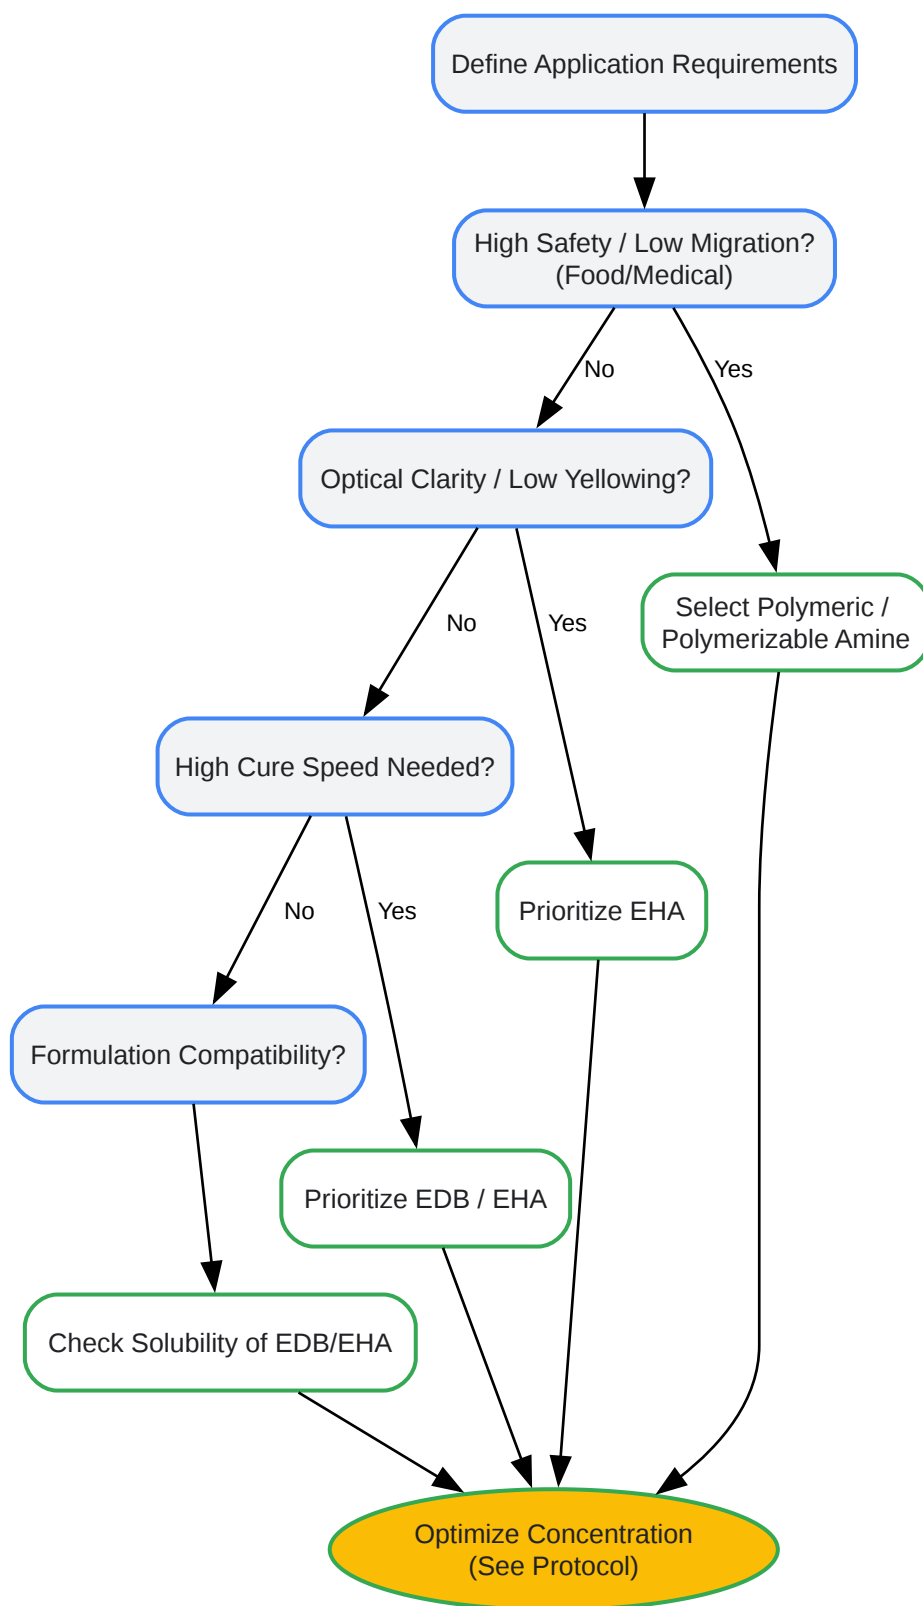 Define Application Requirements
High Safety / Low Migration?
(Food/Medical)
No
Yes
Optical Clarity / Low Yellowing?
Select Polymeric /
Polymerizable Amine
No
Yes
High Cure Speed Needed?
Prioritize EHA
No
Yes
Formulation Compatibility?
Prioritize EDB / EHA
Check Solubility of EDB/EHA
Optimize Concentration
(See Protocol)